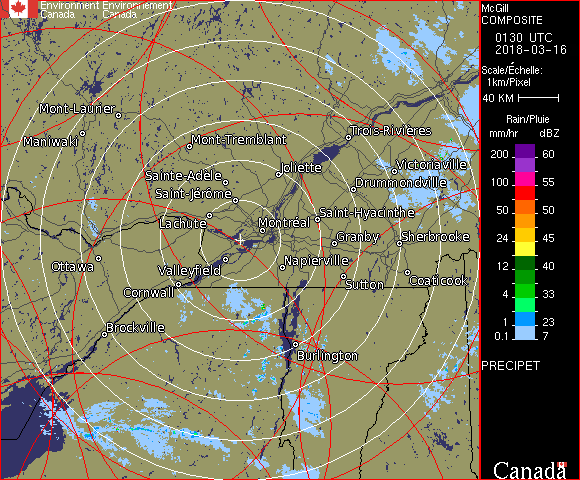 Environment Environnement
Canada Canada
McGill
COMPOSITE
0130 UTC
2018-03-16
Scale/Échelle:
1km/Pixel
40 KM
Rain/Pluie
mm/hr dBZ
200 60
100 55
50 50
24 45
12 40
4 33
1 23
0.1 7
PRECIPET
Canada
Mont-Laurier
Maniwaki
Mont-Tremblant
Trois-Rivières
Victoriaville
Sainte-Adèle
Joliette
Drummondville
Saint-Jérôme
Lachute
Saint-Hyacinthe
Montréal
Granby
Sherbrooke
Ottawa
Valleyfield
Napierville
Sutton
Coaticook
Cornwall
Brockville
Burlington